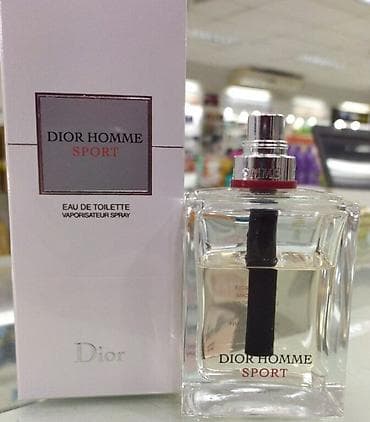 DIOR HOMME
SPORT
EAU DE TOILETTE
VAPORISATEUR SPRAY
Dior
DIOR HOMME
SPORT